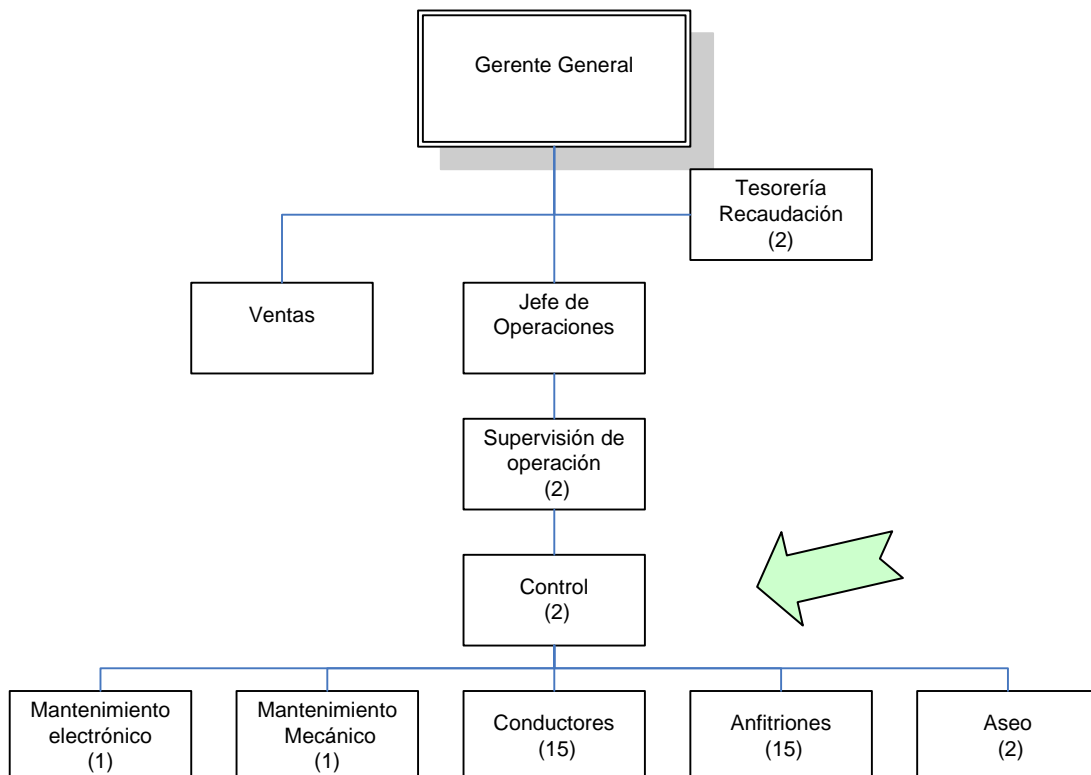 Gerente General
Tesorería
Recaudación
(2)
Ventas
Jefe de
Operaciones
Supervisión de
operación
(2)
Control
(2)
Mantenimiento
electrónico
(1)
Mantenimiento
Mecánico
(1)
Conductores
(15)
Anfitriones
(15)
Aseo
(2)